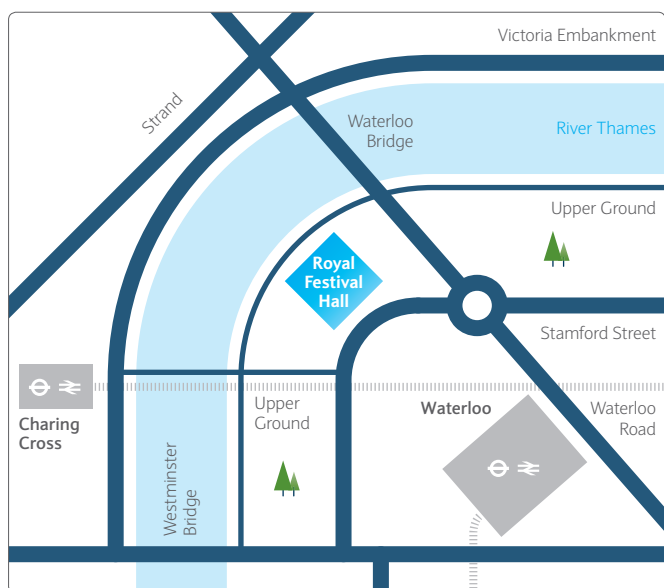 Victoria Embankment
Strand
Waterloo
Bridge
River Thames
Upper Ground
Royal
Festival
Hall
Stamford Street
Charing
Cross
Upper
Ground
Waterloo
Waterloo
Road
Westminster
Bridge